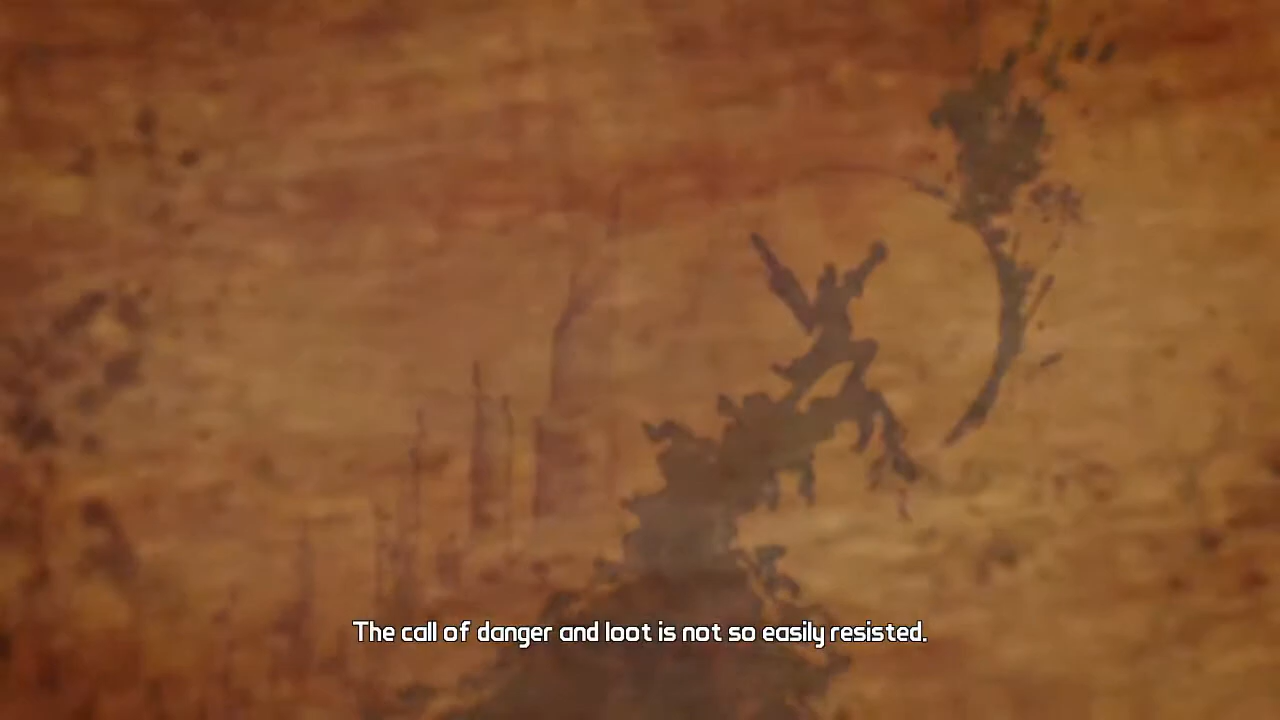 The call of danger and loot is not so easily resisted.